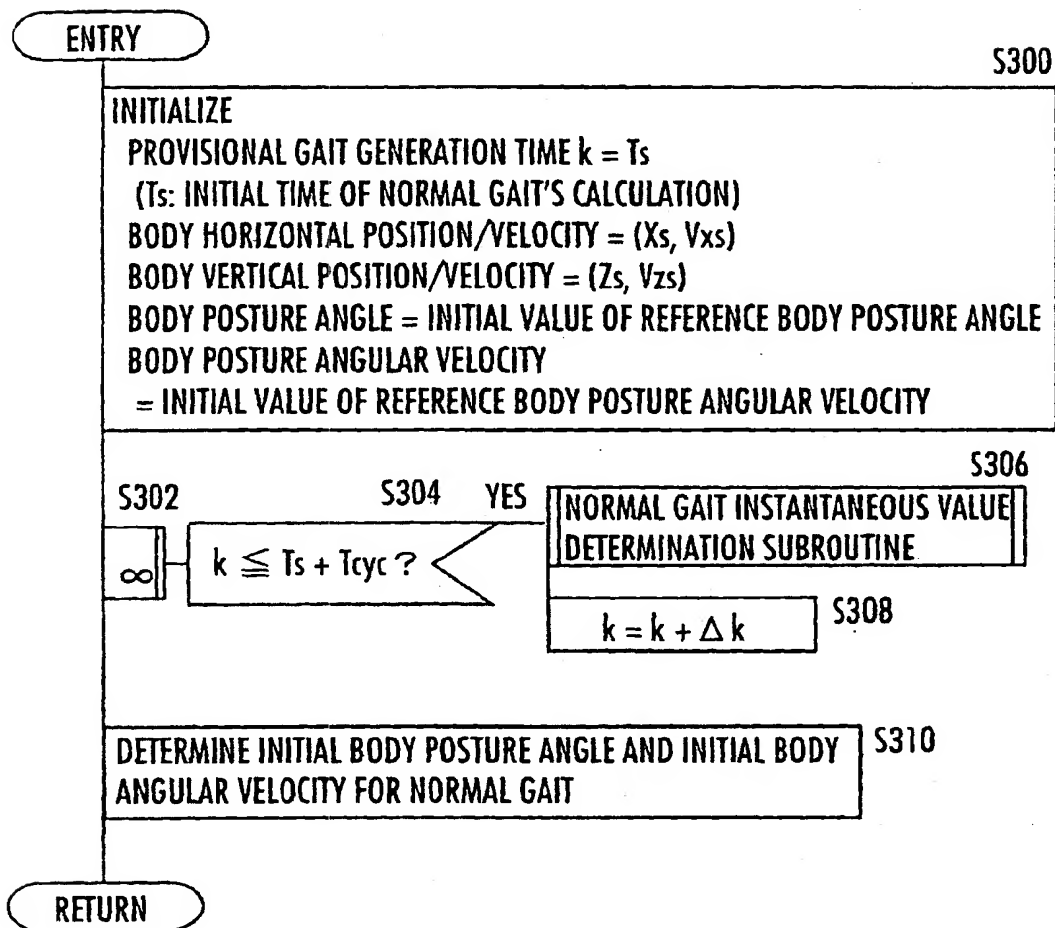 ENTRY
S300
INITIALIZE
PROVISIONAL GAIT GENERATION TIME k = Ts
(Ts: INITIAL TIME OF NORMAL GAIT'S CALCULATION)
BODY HORIZONTAL POSITION/VELOCITY = (Xs, Vxs)
BODY VERTICAL POSITION/VELOCITY = (Zs, Vzs)
BODY POSTURE ANGLE = INITIAL VALUE OF REFERENCE BODY POSTURE ANGLE
BODY POSTURE ANGULAR VELOCITY
= INITIAL VALUE OF REFERENCE BODY POSTURE ANGULAR VELOCITY
S302
∞
S304
k ≦ Ts + Tcyc ?
YES
S306
NORMAL GAIT INSTANTANEOUS VALUE
DETERMINATION SUBROUTINE
k = k + Δ k
S308
DETERMINE INITIAL BODY POSTURE ANGLE AND INITIAL BODY
ANGULAR VELOCITY FOR NORMAL GAIT
S310
RETURN